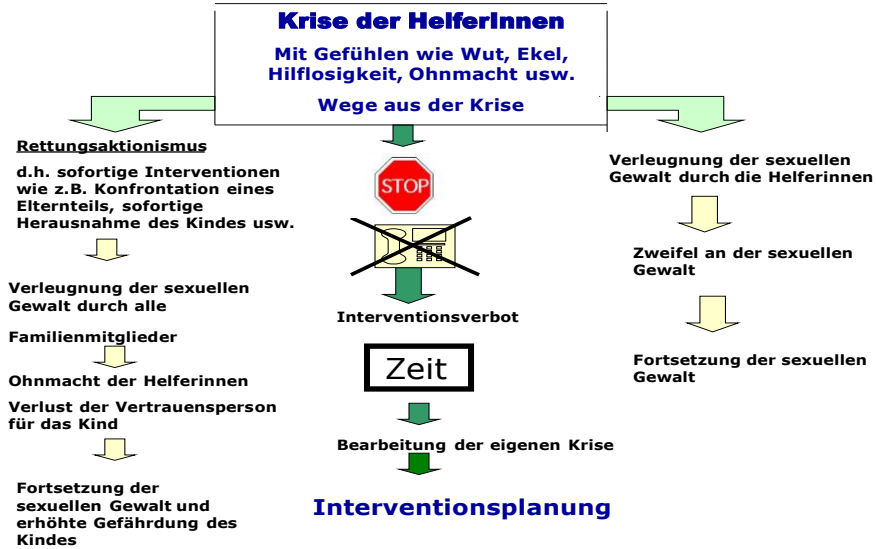 Krise der HelferInnen
Mit Gefühlen wie Wut, Ekel,
Hilflosigkeit, Ohnmacht usw.
Wege aus der Krise
Rettungsaktionismus
d.h. sofortige Interventionen
wie z.B. Konfrontation eines
Elternteils, sofortige
Herausnahme des Kindes usw.
Verleugnung der sexuellen
Gewalt durch alle
Familienmitglieder
Ohnmacht der Helferinnen
Verlust der Vertrauensperson
für das Kind
Fortsetzung der
sexuellen Gewalt und
erhöhte Gefährdung des
Kindes
STOP
Interventionsverbot
Zeit
Bearbeitung der eigenen Krise
Interventionsplanung
Verleugnung der sexuellen
Gewalt durch die Helferinnen
Zweifel an der sexuellen
Gewalt
Fortsetzung der sexuellen
Gewalt